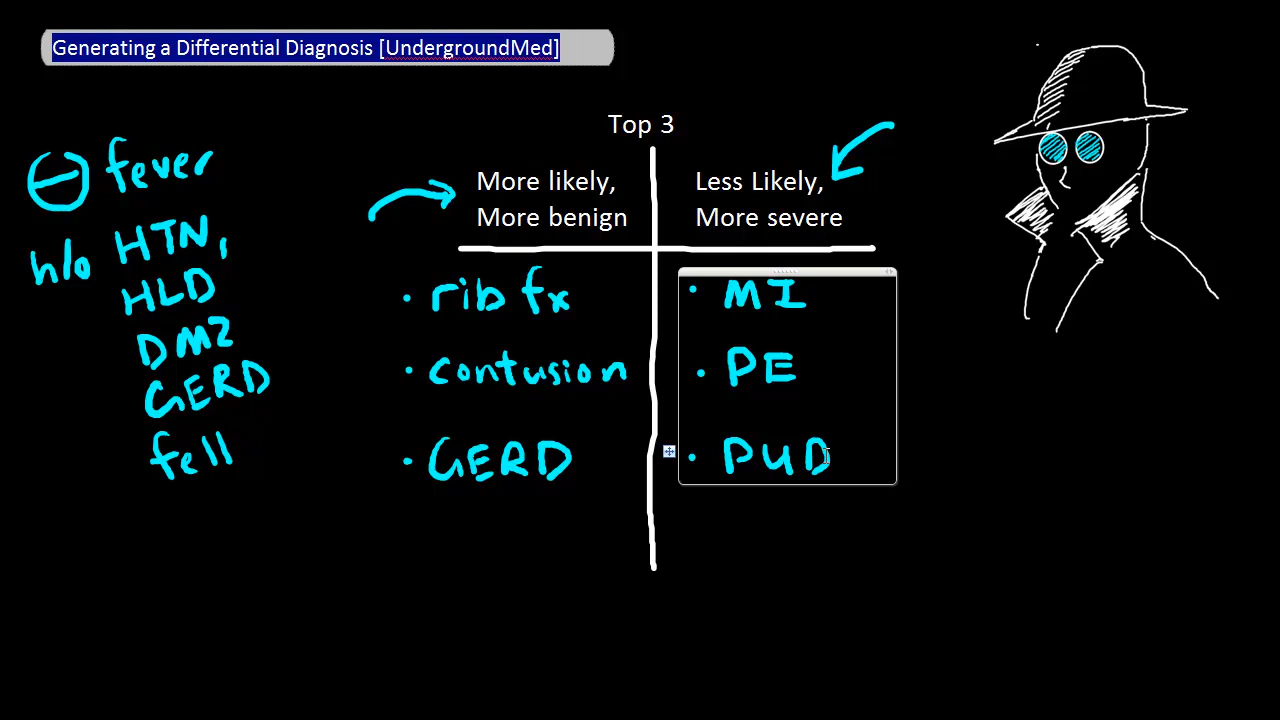 Generating a Differential Diagnosis [UndergroundMed]
Top 3
More likely,
More benign
Less Likely,
More severe
fever
h/o HTN,
HLD
DM2
GERD
fell
• rib fx
• contusion
• GERD
• MI
• PE
• PUD